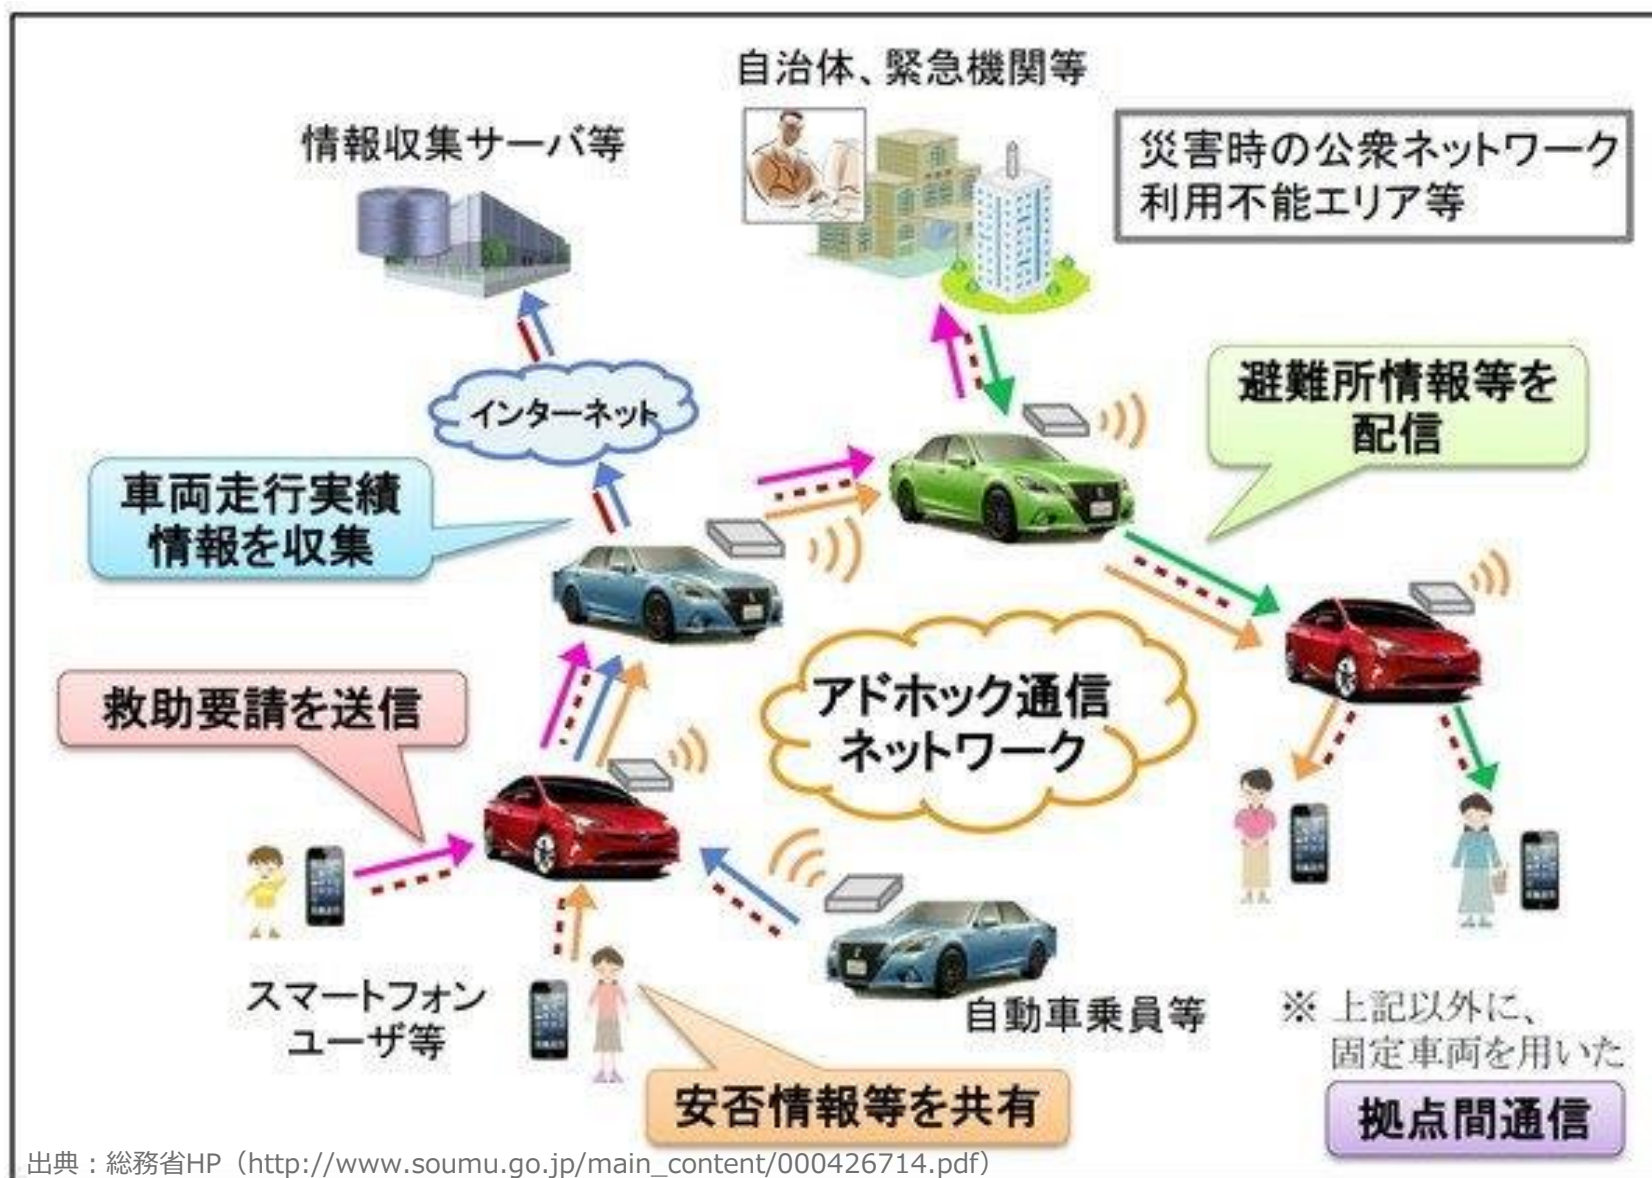 自治体、緊急機関等
情報収集サーバ等
災害時の公衆ネットワーク
利用不能エリア等
インターネット
避難所情報等を
配信
車両走行実績
情報を収集
救助要請を送信
アドホック通信
ネットワーク
スマートフォン
ユーザ等
自動車乗員等
※ 上記以外に、
固定車両を用いた
拠点間通信
安否情報等を共有
出典：総務省HP（http://www.soumu.go.jp/main_content/000426714.pdf）